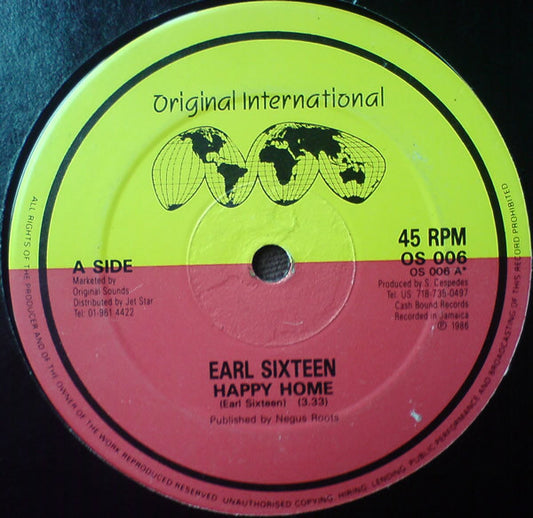 Original International
A SIDE
Marketed by
Original Sounds
Distributed by Jet Star
Tel: 01-961 4422
45 RPM
OS 006
OS 006 A*
Produced by S. Cespedes
Tel: US 718-735-0497
Cash Bound Records
Recorded in Jamaica
℗ 1986
EARL SIXTEEN
HAPPY HOME
(Earl Sixteen) (3.33)
Published by Negus Roots
ALL RIGHTS OF THE PRODUCER AND OF THE OWNER OF THE WORK REPRODUCED RESERVED. UNAUTHORISED COPYING, HIRING, LENDING, PUBLIC PERFORMANCE AND BROADCASTING OF THIS RECORD PROHIBITED